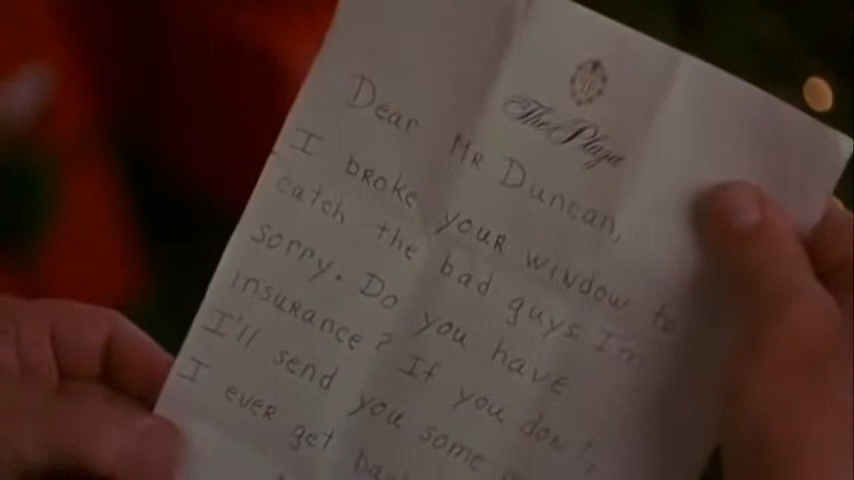 The Plaza
Dear Mr Duncan,
I broke your window to
catch the bad guys I'm
sorry. Do you have
insurance? If you don't,
I'll send you some
I ever get